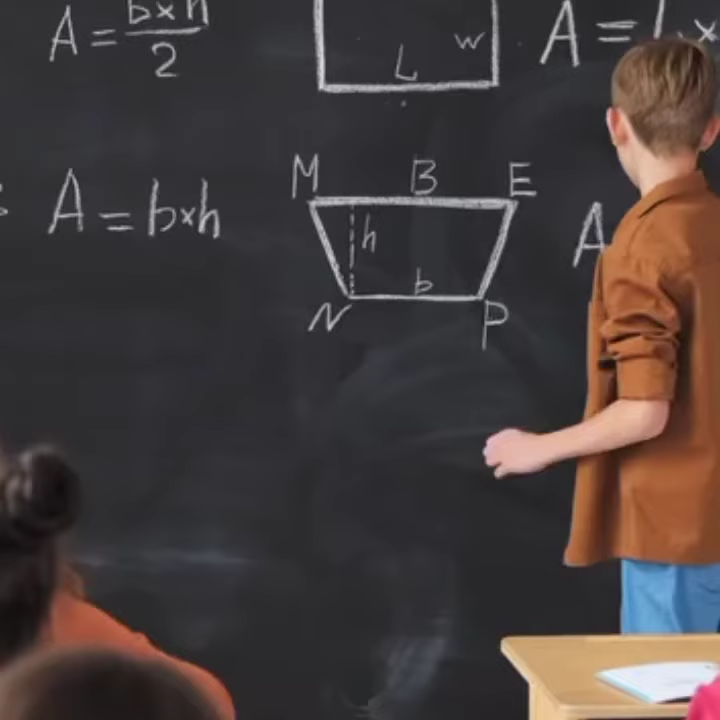 A = b×h / 2
L
w
A = L ×
A = b×h
M B E
h
b
N P
A